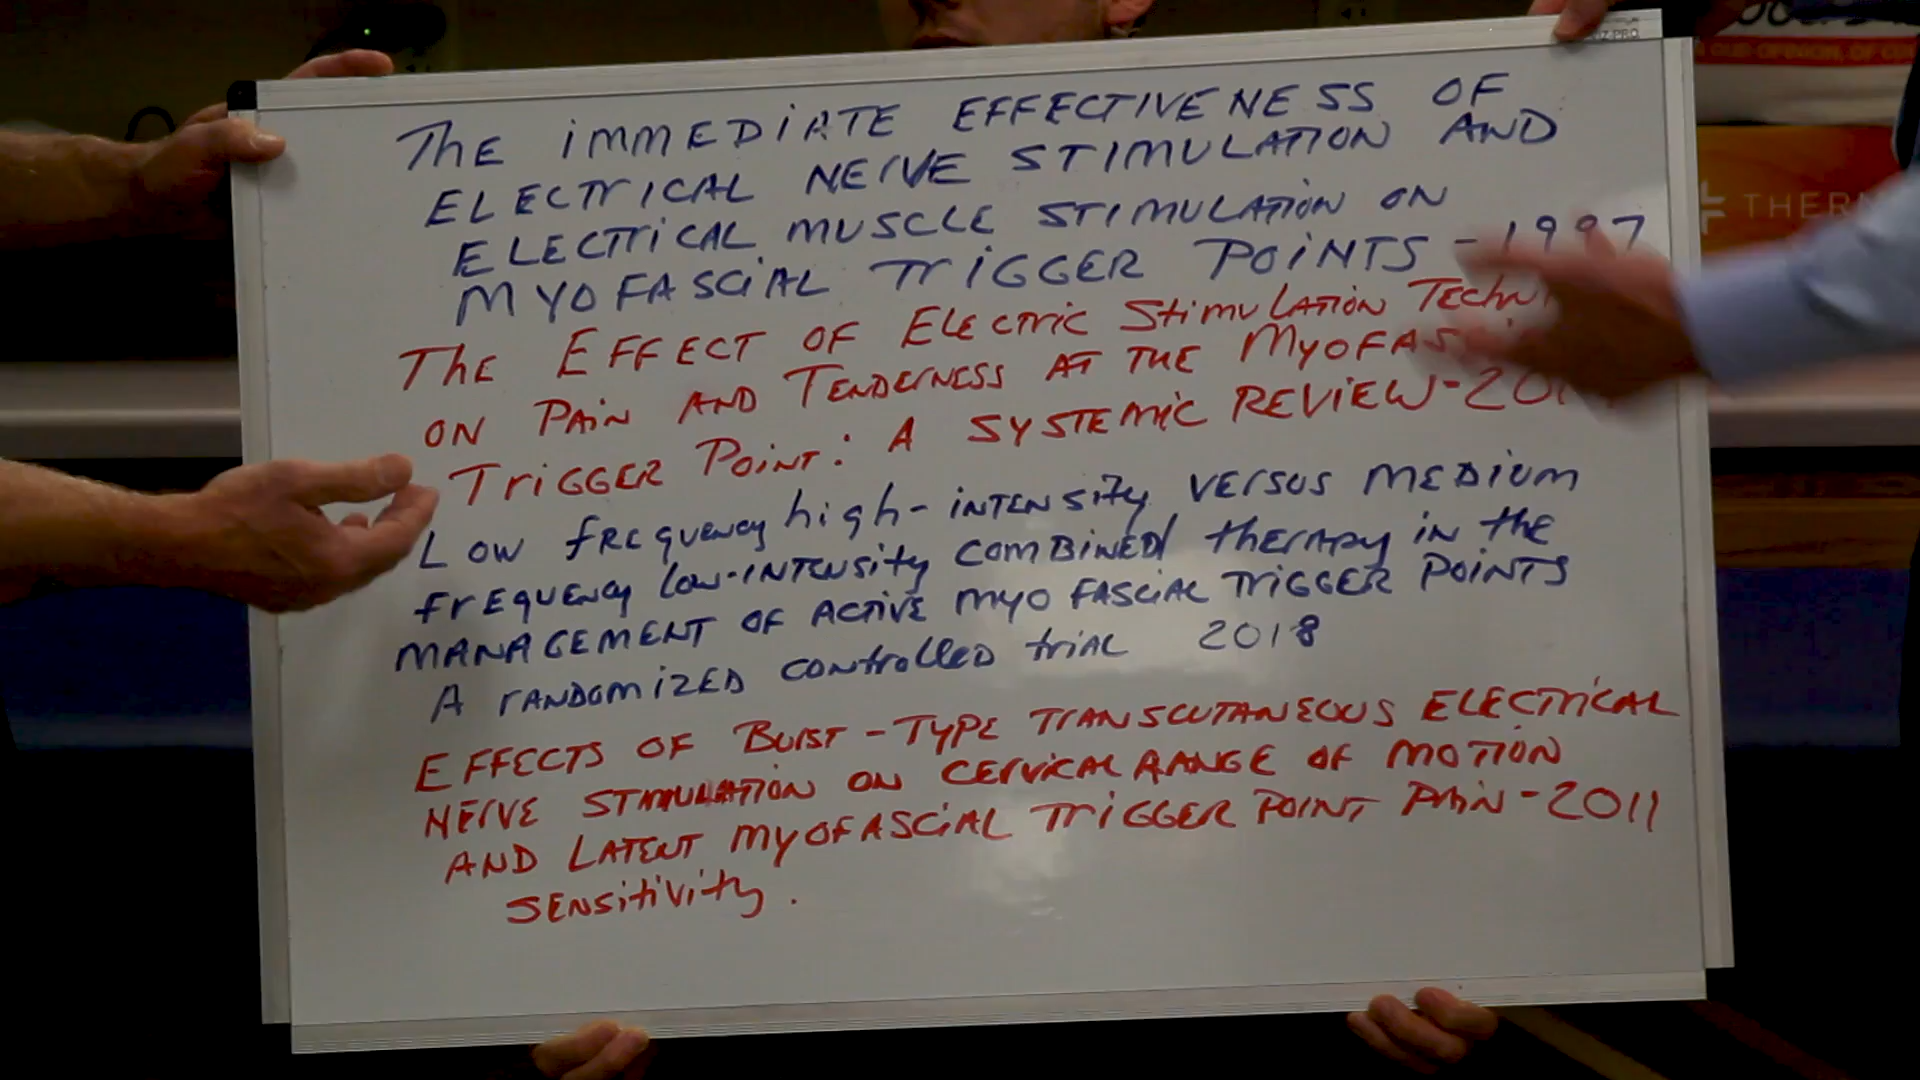 The iMMEDiATE EFFECTIVENESS OF
ELECTrICAL NErVE STIMULATION AND
ELECTriCAL MUSCLE STIMULATION ON
MYOFASCiAL TriGGER POiNTS - 1997
The EFFECT OF ElEcTric StimuLATiON
ON PAiN AND TENDErNESS AT THE
TriGGER POiNT: A SYSTEMiC REViEW-
Low frequency high-iNTENsity VERSUS MEDIUM
frEquENcy low-INTENsity COMBINED therapy in the
MANAGEMENT OF ACTiVE MYOFASCiAL TRiGGER POINTS
A rANDOMiZED coNtrolleD triAL 2018
EFFECTS OF BurST-TYPE TrANSCUTANEOUS ELECTriCAL
NErVE STIMULATION ON CErViCAL RANGE OF MOTION
AND LATENT MYOFASCiAL TriGGER POINT PAiN-2011
SENsitiVity.
THER